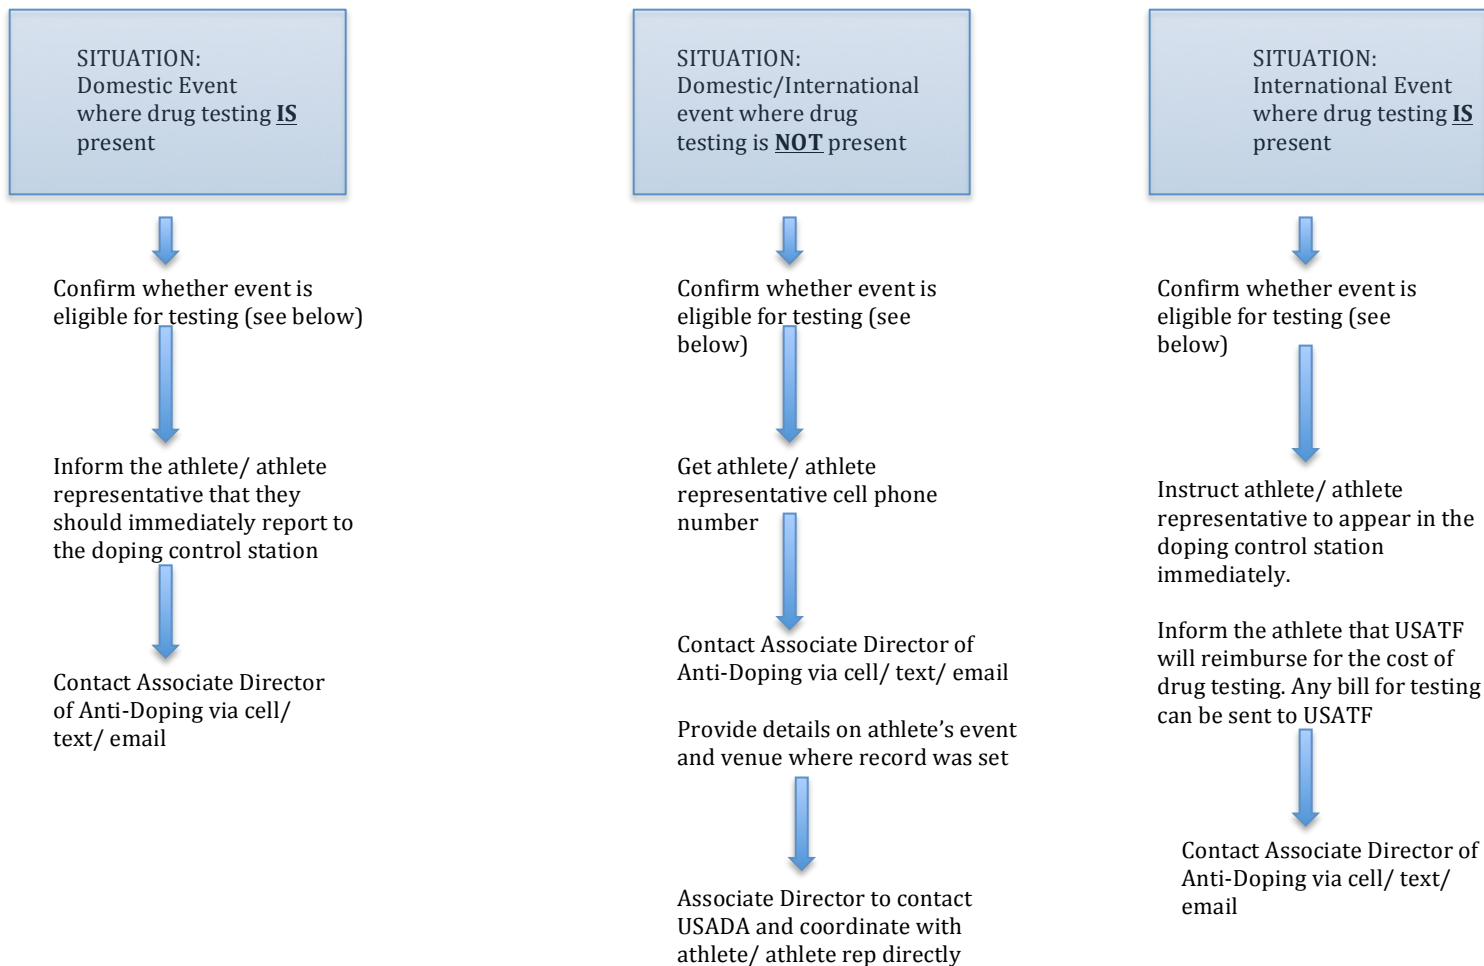 SITUATION:
Domestic Event
where drug testing IS
present
Confirm whether event is
eligible for testing (see below)
Inform the athlete/ athlete
representative that they
should immediately report to
the doping control station
Contact Associate Director
of Anti-Doping via cell/
text/ email
SITUATION:
Domestic/International
event where drug
testing is NOT present
Confirm whether event is
eligible for testing (see
below)
Get athlete/ athlete
representative cell phone
number
Contact Associate Director of
Anti-Doping via cell/ text/ email
Provide details on athlete’s event
and venue where record was set
Associate Director to contact
USADA and coordinate with
athlete/ athlete rep directly
SITUATION:
International Event
where drug testing IS
present
Confirm whether event is
eligible for testing (see
below)
Instruct athlete/ athlete
representative to appear in the
doping control station
immediately.
Inform the athlete that USATF
will reimburse for the cost of
drug testing. Any bill for testing
can be sent to USATF
Contact Associate Director of
Anti-Doping via cell/ text/
email